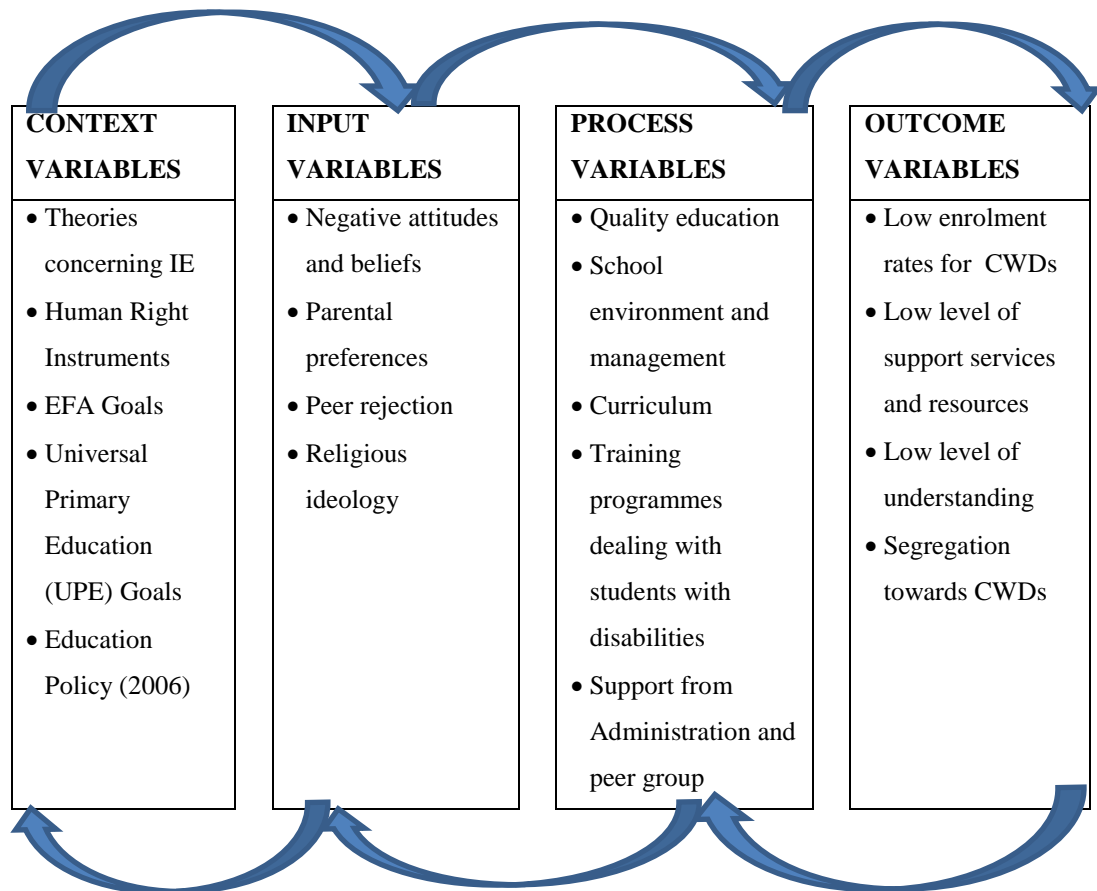 CONTEXT
VARIABLES
• Theories
concerning IE
• Human Right
Instruments
• EFA Goals
• Universal
Primary
Education
(UPE) Goals
• Education
Policy (2006)
INPUT
VARIABLES
• Negative attitudes
and beliefs
• Parental
preferences
• Peer rejection
• Religious
ideology
PROCESS
VARIABLES
• Quality education
• School
environment and
management
• Curriculum
• Training
programmes
dealing with
students with
disabilities
• Support from
Administration and
peer group
OUTCOME
VARIABLES
• Low enrolment
rates for CWDs
• Low level of
support services
and resources
• Low level of
understanding
• Segregation
towards CWDs